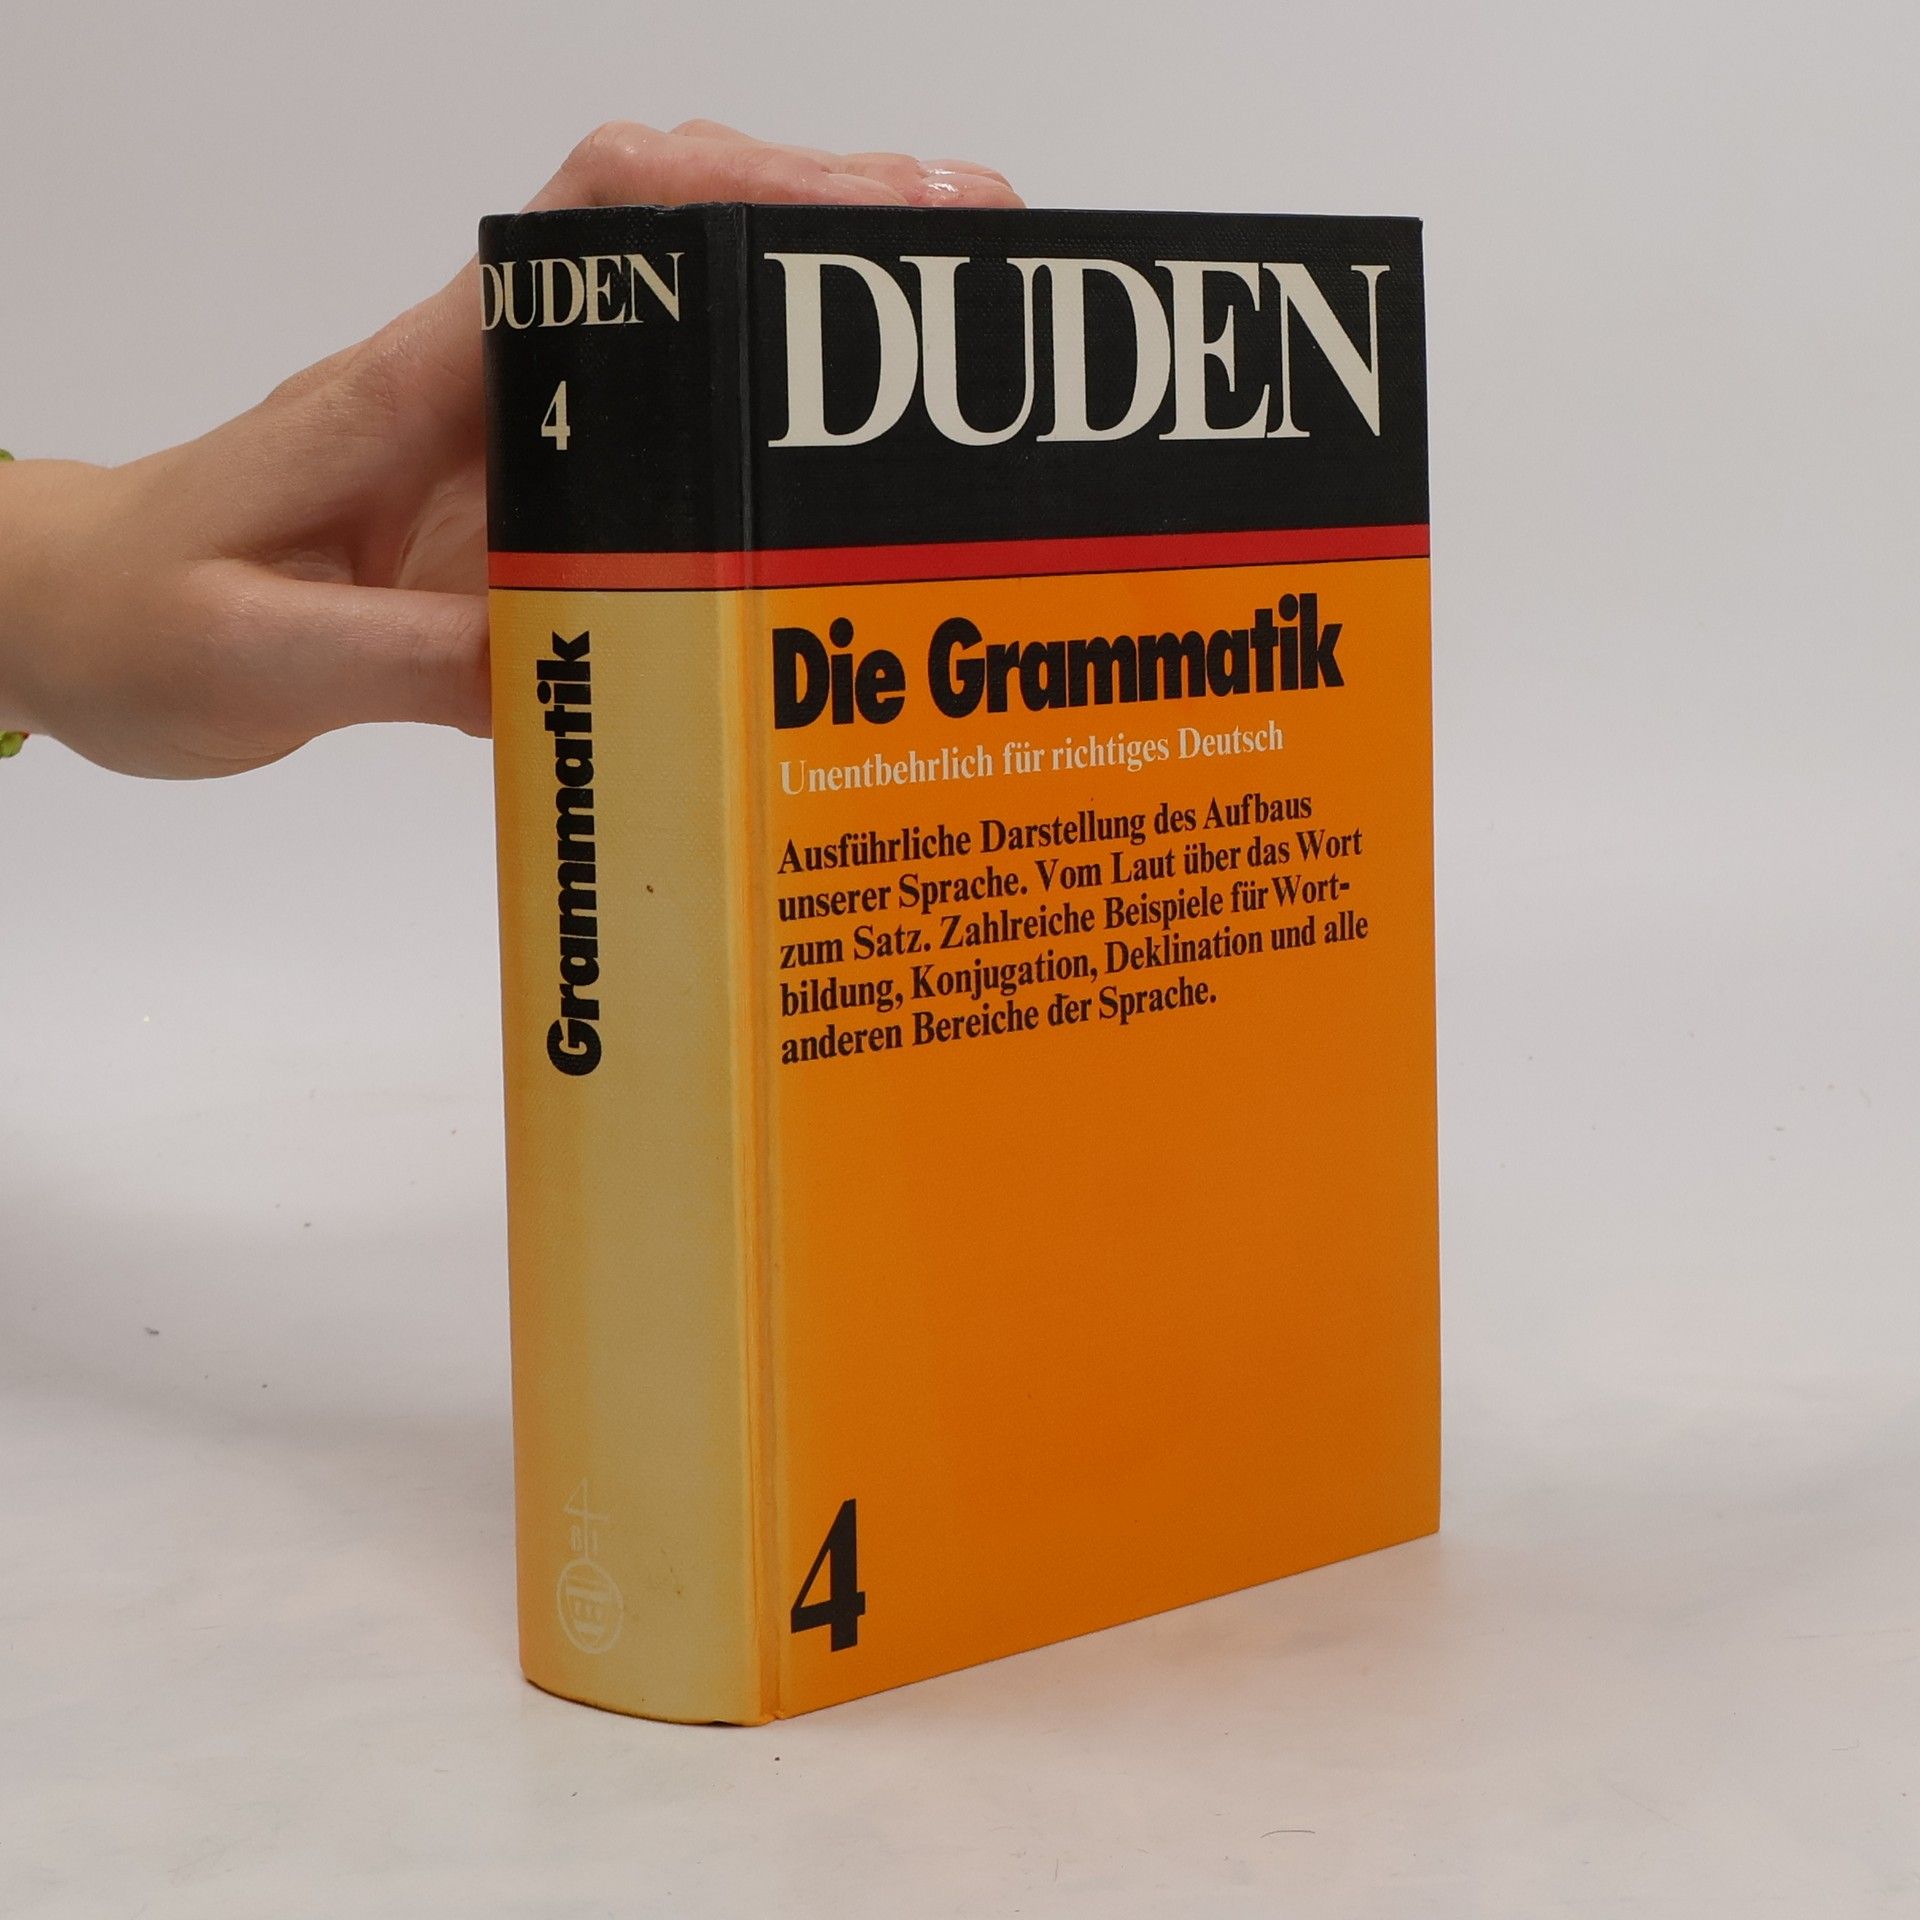 DUDEN
4
Grammatik
4
BI
DUDEN
Die Grammatik
Unentbehrlich für richtiges Deutsch
Ausführliche Darstellung des Aufbaus
unserer Sprache. Vom Laut über das Wort
zum Satz. Zahlreiche Beispiele für Wort-
bildung, Konjugation, Deklination und alle
anderen Bereiche der Sprache.
4